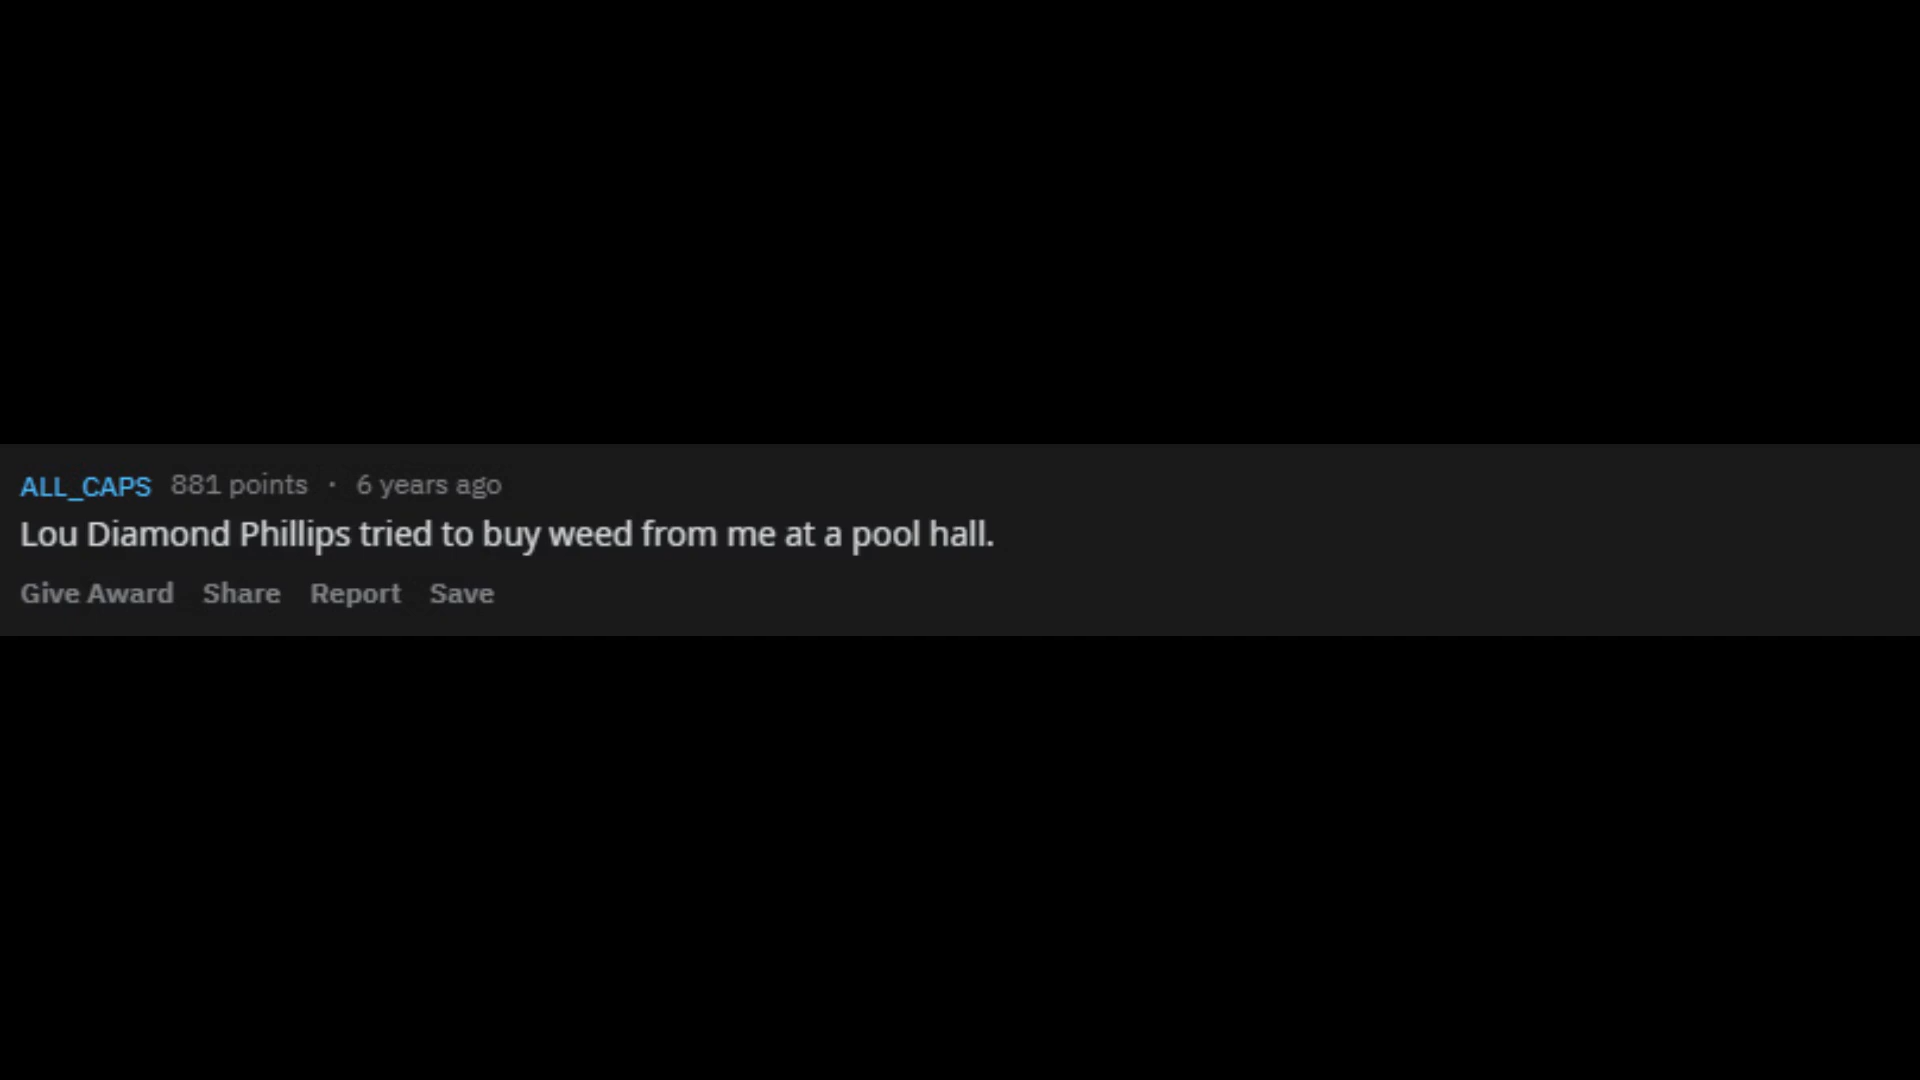 ALL_CAPS 881 points · 6 years ago
Lou Diamond Phillips tried to buy weed from me at a pool hall.
Give Award Share Report Save